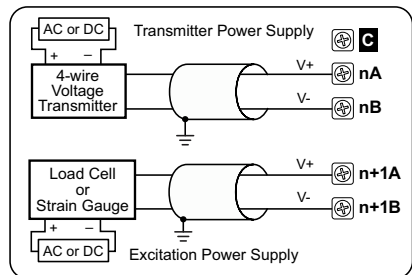 AC or DC
Transmitter Power Supply
C
+ –
4-wire
Voltage
Transmitter
V+
nA
V-
nB
Load Cell
or
Strain Gauge
V+
n+1A
V-
n+1B
+ –
AC or DC
Excitation Power Supply